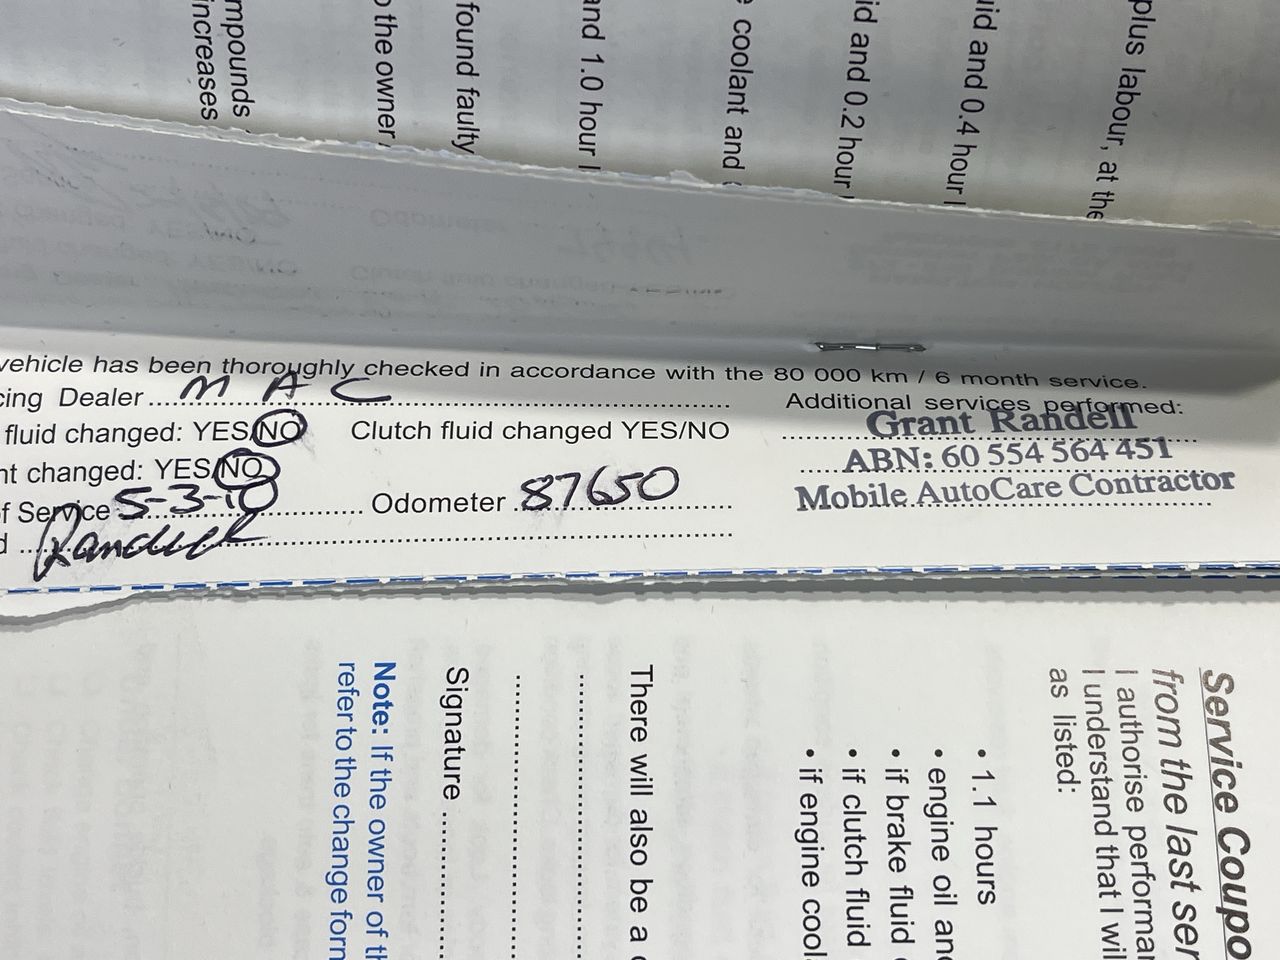 mpounds
increases
the owner
found faulty
and 1.0 hour
coolant and
id and 0.2 hour
uid and 0.4 hour
plus labour, at the
vehicle has been thoroughly checked in accordance with the 80 000 km / 6 month service.
cing Dealer M A C
fluid changed: YES/NO
Clutch fluid changed YES/NO
nt changed: YES/NO
f Service 5-3-10
Odometer 87650
d Randell
Additional services performed:
Grant Randell
ABN: 60 554 564 451
Mobile AutoCare Contractor
Service Coupo
from the last ser
I authorise performa
I understand that I wil
as listed:
• 1.1 hours
• engine oil and
• if brake fluid
• if clutch fluid
• if engine cool
There will also be a
Signature
Note: If the owner of th
refer to the change form